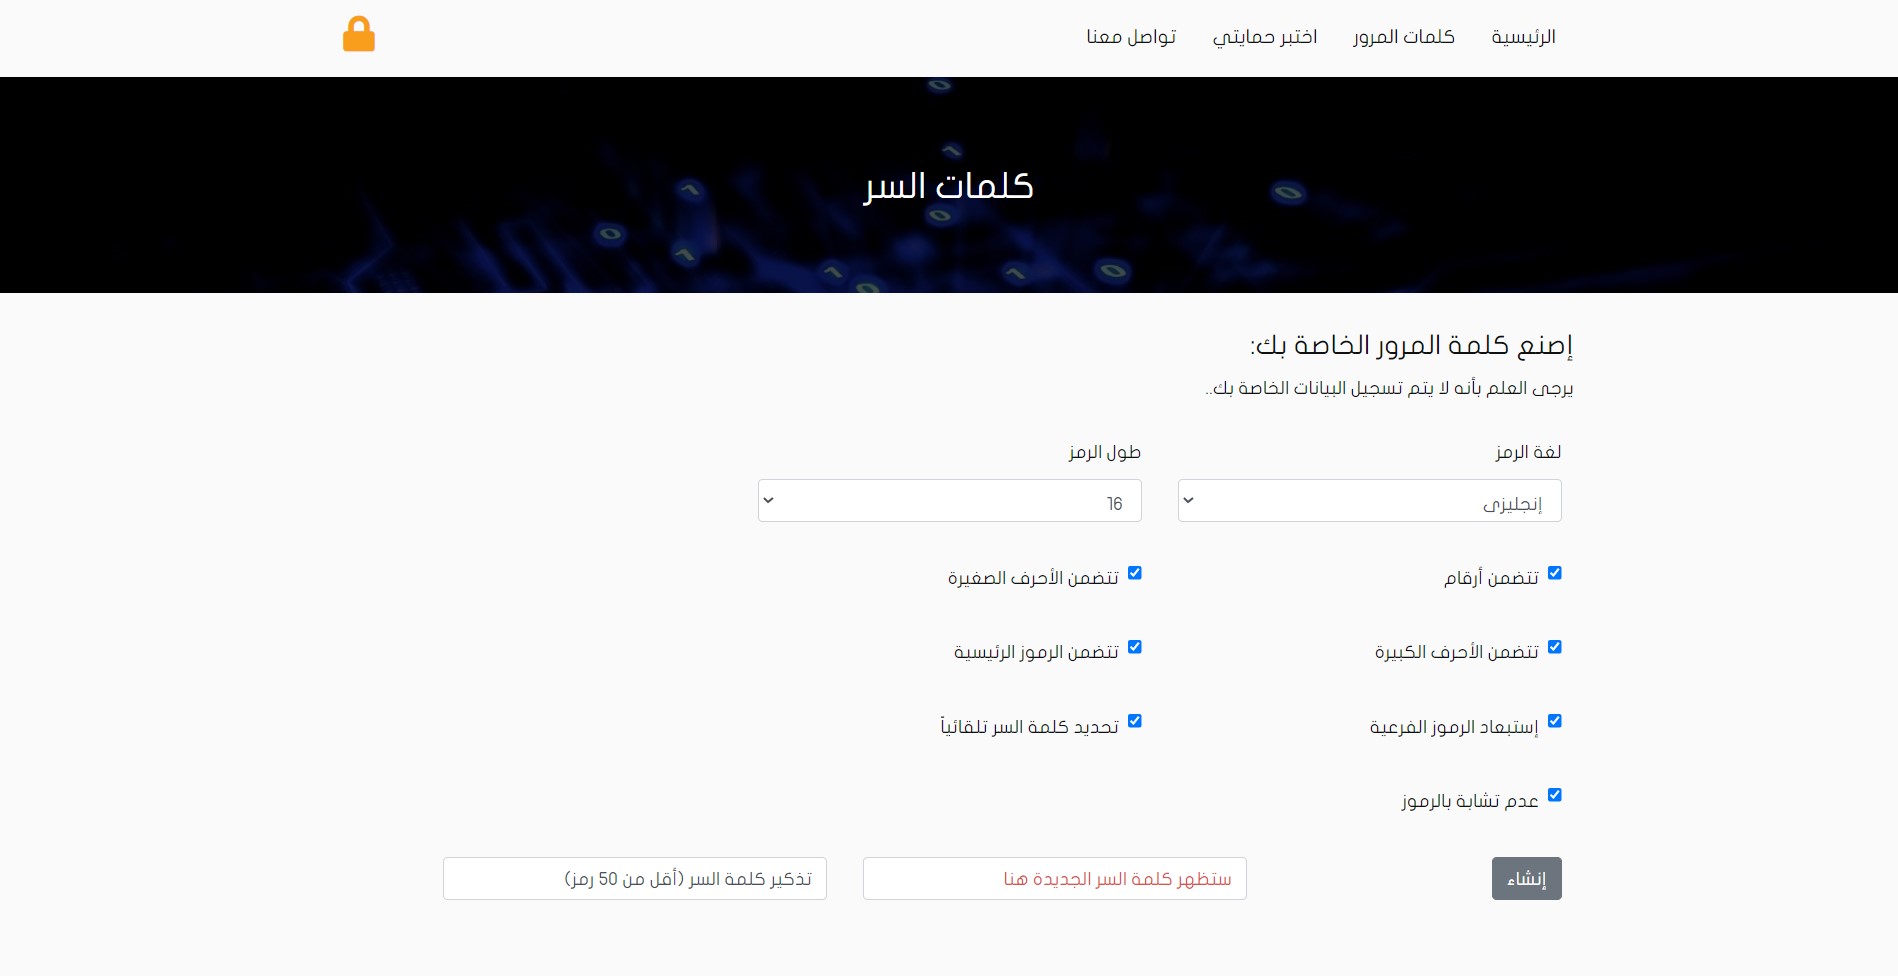 الرئيسية
كلمات المرور
اختبر حمايتي
تواصل معنا
كلمات السر
إصنع كلمة المرور الخاصة بك:
يرجى العلم بأنه لا يتم تسجيل البيانات الخاصة بك..
لغة الرمز
طول الرمز
إنجليزى
16
تتضمن أرقام
تتضمن الأحرف الصغيرة
تتضمن الأحرف الكبيرة
تتضمن الرموز الرئيسية
إستبعاد الرموز الفرعية
تحديد كلمة السر تلقائياً
عدم تشابة بالرموز
إنشاء
ستظهر كلمة السر الجديدة هنا
تذكير كلمة السر (أقل من 50 رمز)